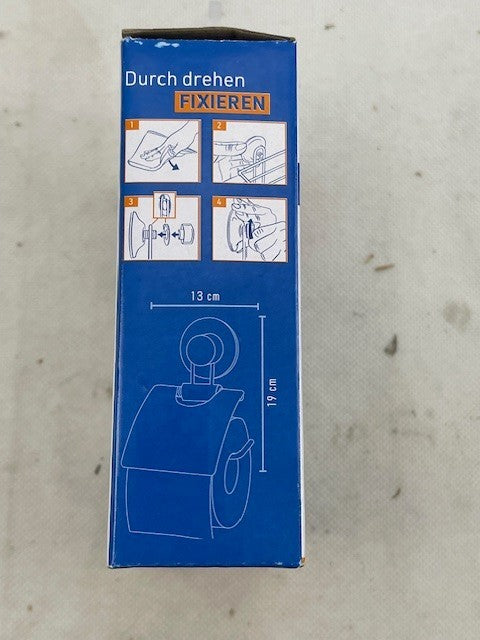 Durch drehen
FIXIEREN
1
2
3
4
13 cm
19 cm